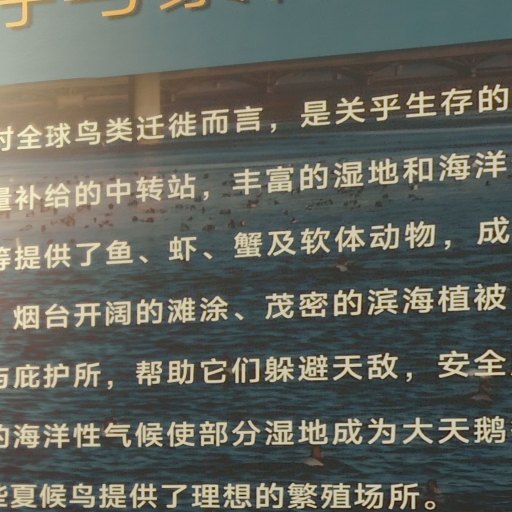 对全球鸟类迁徙而言，是关乎生存的
量补给的中转站，丰富的湿地和海洋
等提供了鱼、虾、蟹及软体动物，成
烟台开阔的滩涂、茂密的滨海植被
与庇护所，帮助它们躲避天敌，安全
的海洋性气候使部分湿地成为大天鹅
些夏候鸟提供了理想的繁殖场所。